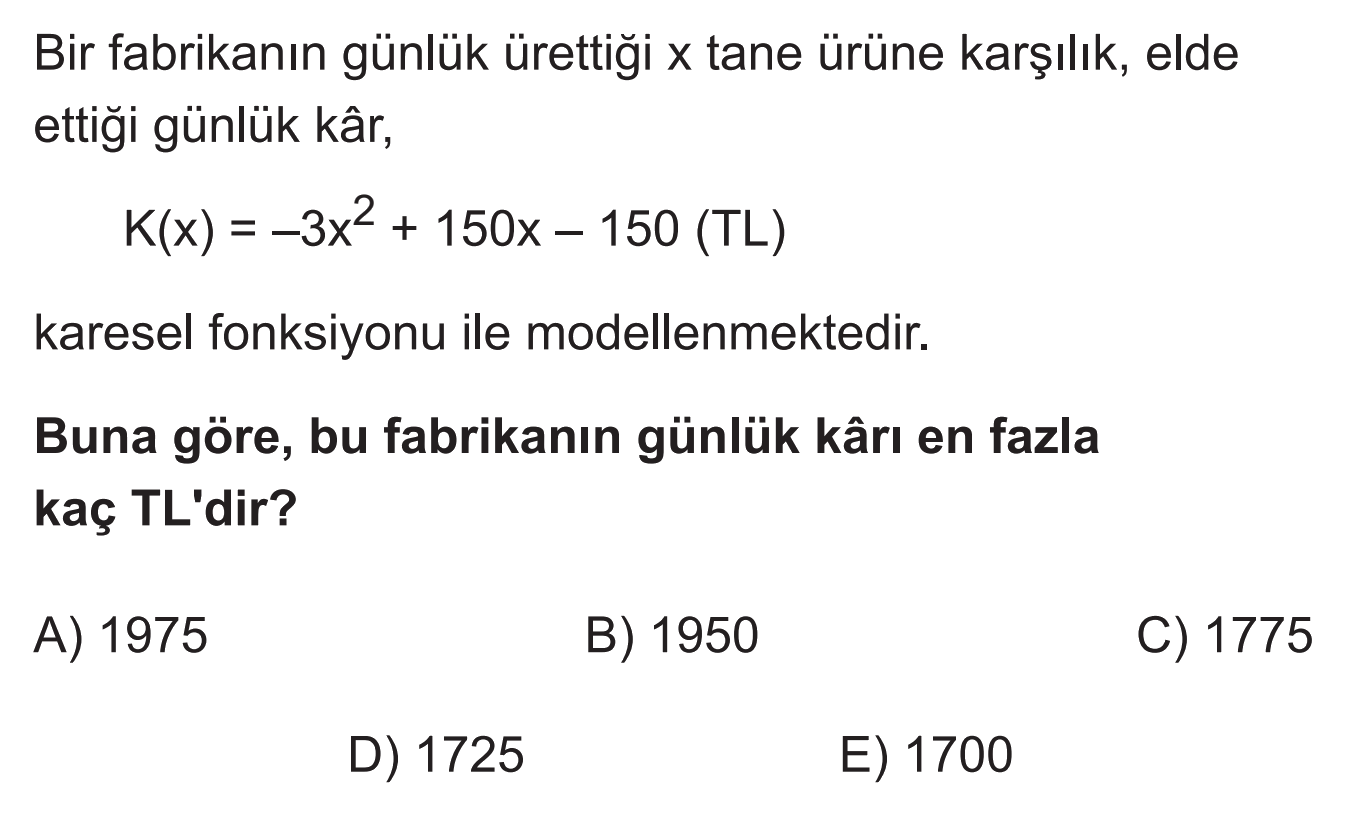 Bir fabrikanın günlük ürettiği x tane ürüne karşılık, elde
ettiği günlük kâr,
K(x) = –3x² + 150x – 150 (TL)
karesel fonksiyonu ile modellenmektedir.
Buna göre, bu fabrikanın günlük kârı en fazla
kaç TL'dir?
A) 1975 B) 1950 C) 1775
D) 1725 E) 1700